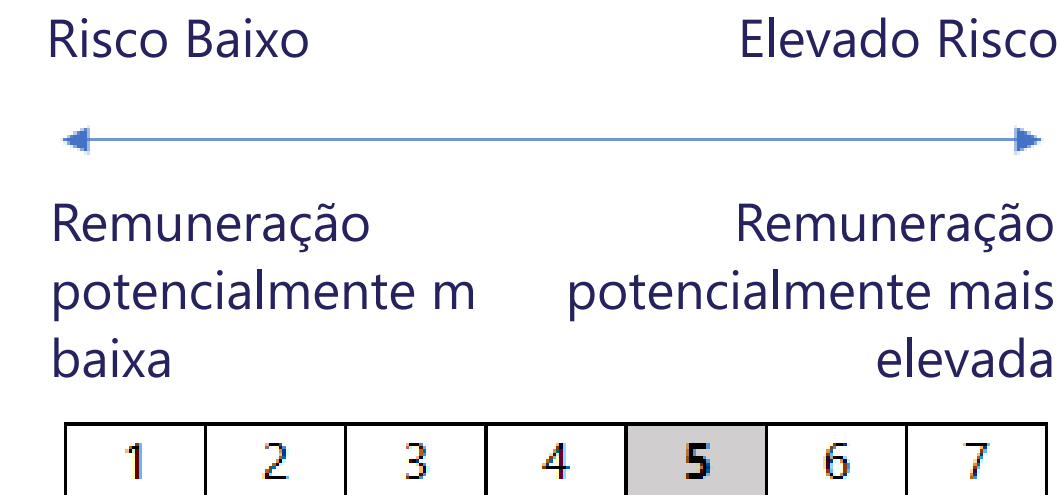 Risco Baixo Elevado Risco
Remuneração Remuneração
potencialmente m potencialmente mais
baixa elevada
1 2 3 4 5 6 7